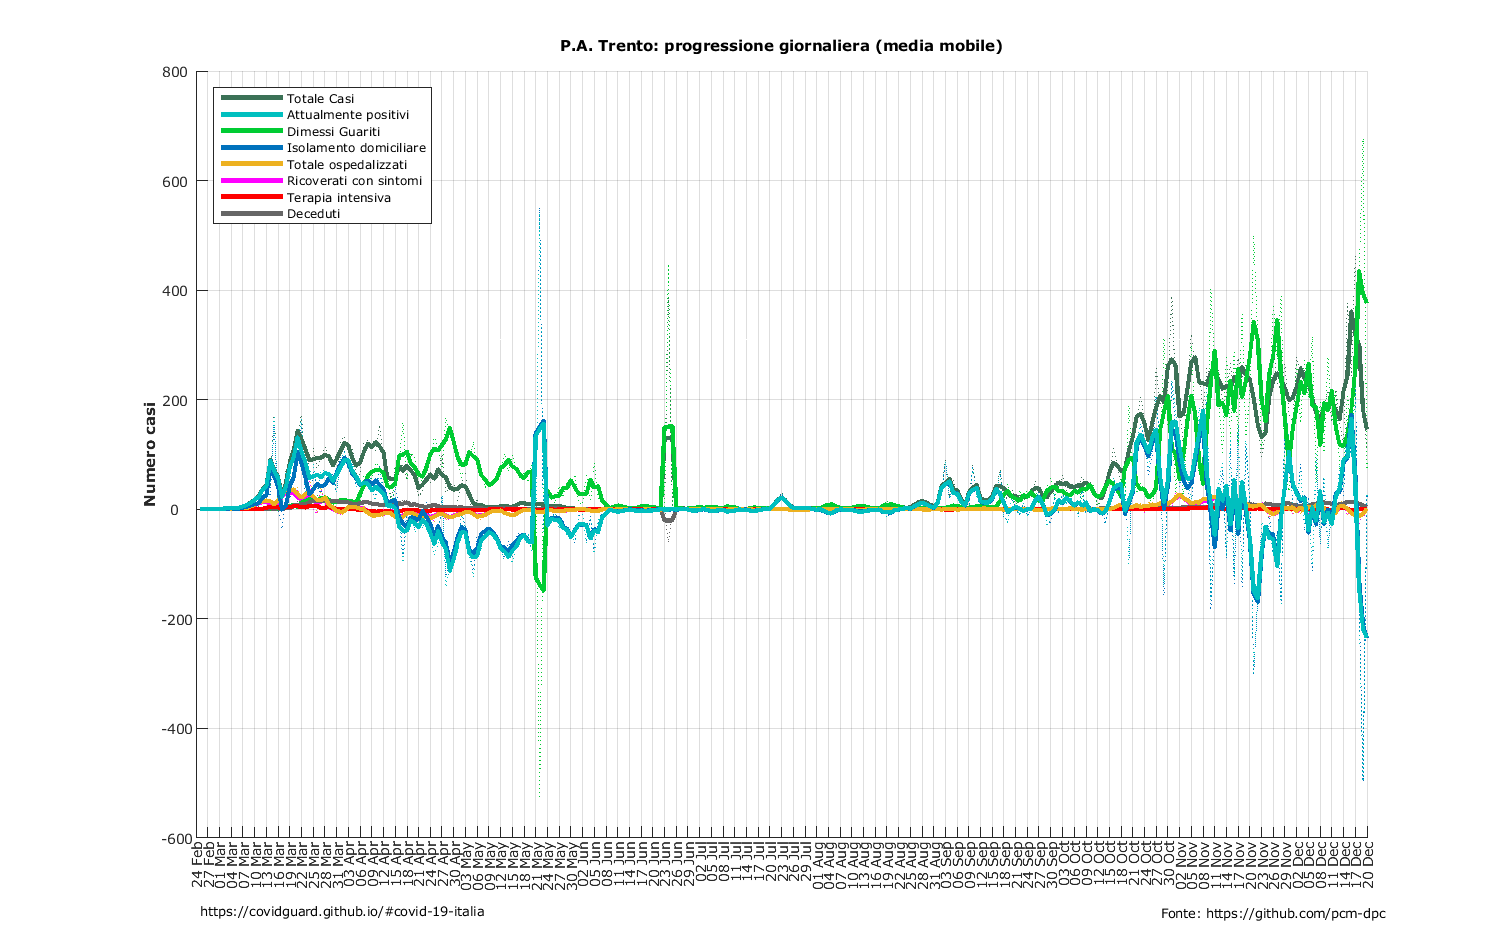 P.A. Trento: progressione giornaliera (media mobile)
Totale Casi
Attualmente positivi
Dimessi Guariti
Isolamento domiciliare
Totale ospedalizzati
Ricoverati con sintomi
Terapia intensiva
Deceduti
Numero casi
800
600
400
200
0
-200
-400
-600
24 Feb
27 Feb
01 Mar
04 Mar
07 Mar
10 Mar
13 Mar
16 Mar
19 Mar
22 Mar
25 Mar
28 Mar
31 Mar
03 Apr
06 Apr
09 Apr
12 Apr
15 Apr
18 Apr
21 Apr
24 Apr
27 Apr
30 Apr
03 May
06 May
09 May
12 May
15 May
18 May
21 May
24 May
27 May
30 May
02 Jun
05 Jun
08 Jun
11 Jun
14 Jun
17 Jun
20 Jun
23 Jun
26 Jun
29 Jun
02 Jul
05 Jul
08 Jul
11 Jul
14 Jul
17 Jul
20 Jul
23 Jul
26 Jul
29 Jul
01 Aug
04 Aug
07 Aug
10 Aug
13 Aug
16 Aug
19 Aug
22 Aug
25 Aug
28 Aug
31 Aug
03 Sep
06 Sep
09 Sep
12 Sep
15 Sep
18 Sep
21 Sep
24 Sep
27 Sep
30 Sep
03 Oct
06 Oct
09 Oct
12 Oct
15 Oct
18 Oct
21 Oct
24 Oct
27 Oct
30 Oct
02 Nov
05 Nov
08 Nov
11 Nov
14 Nov
17 Nov
20 Nov
23 Nov
26 Nov
29 Nov
02 Dec
05 Dec
08 Dec
11 Dec
14 Dec
17 Dec
20 Dec
https://covidguard.github.io/#covid-19-italia
Fonte: https://github.com/pcm-dpc